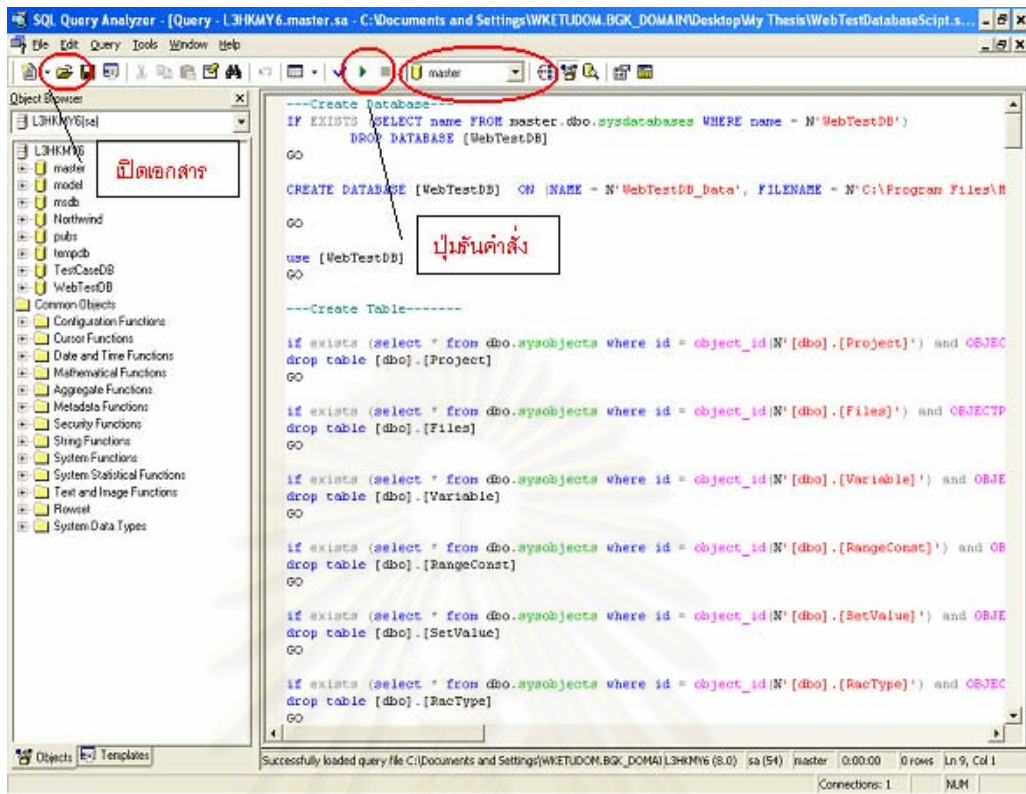 SQL Query Analyzer - [Query - L3HKMY6.master.sa - C:\Documents and Settings\WKETUDOM.BGK_DOMAIN\Desktop\My Thesis\WebTestDatabaseScipt.s...
File Edit Query Tools Window Help
master
Object Browser
L3HKMY6(sa)
L3HKMY6
master
model
msdb
Northwind
pubs
tempdb
TestCaseDB
WebTestDB
Common Objects
Configuration Functions
Cursor Functions
Date and Time Functions
Mathematical Functions
Aggregate Functions
Metadata Functions
Security Functions
String Functions
System Functions
System Statistical Functions
Text and Image Functions
Rowset
System Data Types
Objects
Templates
เปิดเอกสาร
ปุ่มรันคำสั่ง
---Create Database---
IF EXISTS (SELECT name FROM master.dbo.sysdatabases WHERE name = N'WebTestDB')
DROP DATABASE [WebTestDB]
GO
CREATE DATABASE [WebTestDB] ON (NAME = N'WebTestDB_Data', FILENAME = N'C:\Program Files\M
GO
use [WebTestDB]
GO
---Create Table-------
if exists (select * from dbo.sysobjects where id = object_id(N'[dbo].[Project]') and OBJEC
drop table [dbo].[Project]
GO
if exists (select * from dbo.sysobjects where id = object_id(N'[dbo].[Files]') and OBJECTP
drop table [dbo].[Files]
GO
if exists (select * from dbo.sysobjects where id = object_id(N'[dbo].[Variable]') and OBJE
drop table [dbo].[Variable]
GO
if exists (select * from dbo.sysobjects where id = object_id(N'[dbo].[RangeConst]') and OB
drop table [dbo].[RangeConst]
GO
if exists (select * from dbo.sysobjects where id = object_id(N'[dbo].[SetValue]') and OBJE
drop table [dbo].[SetValue]
GO
if exists (select * from dbo.sysobjects where id = object_id(N'[dbo].[RacType]') and OBJEC
drop table [dbo].[RacType]
GO
Successfully loaded query file C:\Documents and Settings\WKETUDOM.BGK_DOMAI L3HKMY6 (8.0) sa (54) master 0:00:00 0 rows Ln 9, Col 1
Connections: 1 NUM